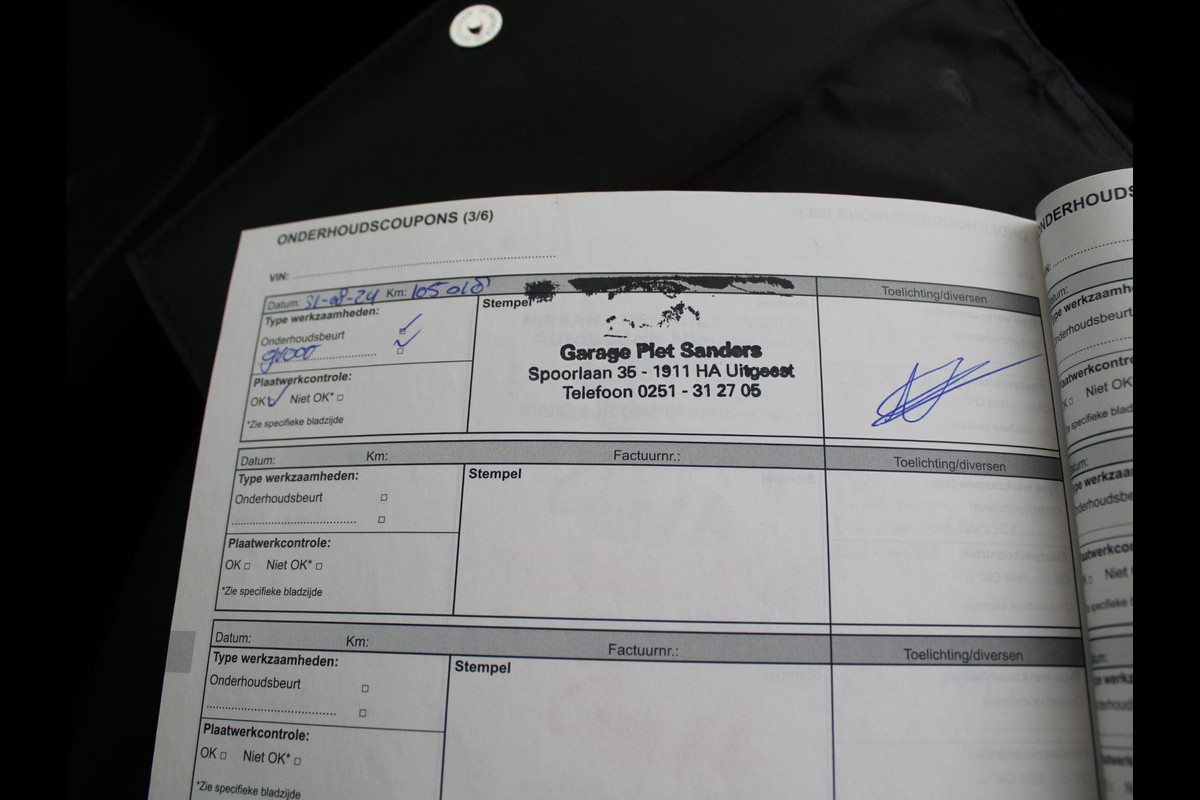 ONDERHOUDSCOUPONS (3/6)
VIN:
Datum: 31-08-24 Km: 105 018
Toelichting/diversen
Type werkzaamheden:
Stempel
Onderhoudsbeurt
groot
Garage Piet Sanders
Spoorlaan 35 - 1911 HA Uitgeest
Telefoon 0251 - 31 27 05
Plaatwerkcontrole:
OK Niet OK*
*Zie specifieke bladzijde
Datum: Km: Factuurnr.: Toelichting/diversen
Type werkzaamheden:
Stempel
Onderhoudsbeurt
Plaatwerkcontrole:
OK Niet OK*
*Zie specifieke bladzijde
Datum: Km: Factuurnr.: Toelichting/diversen
Type werkzaamheden:
Stempel
Onderhoudsbeurt
Plaatwerkcontrole:
OK Niet OK*
*Zie specifieke bladzijde